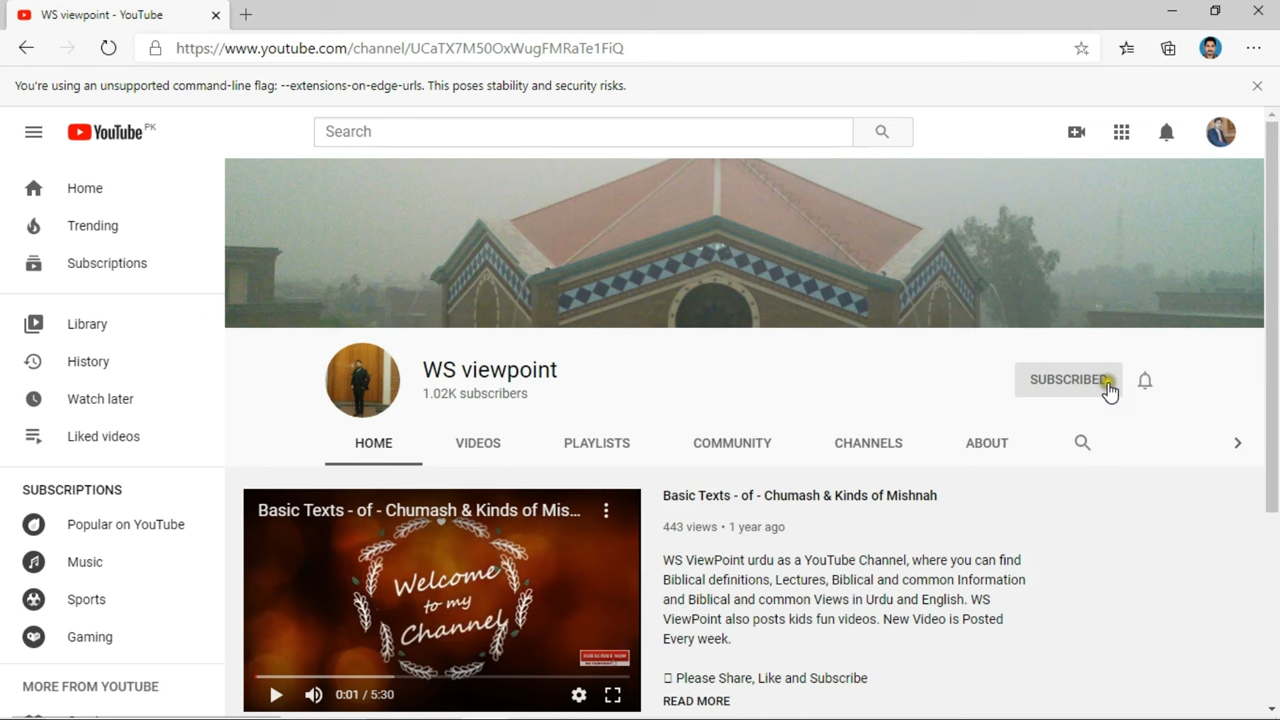 WS viewpoint - YouTube
https://www.youtube.com/channel/UCaTX7M50OxWugFMRaTe1FiQ
You're using an unsupported command-line flag: --extensions-on-edge-urls. This poses stability and security risks.
YouTube PK
Search
Home
Trending
Subscriptions
Library
History
Watch later
Liked videos
SUBSCRIPTIONS
Popular on YouTube
Music
Sports
Gaming
MORE FROM YOUTUBE
WS viewpoint
1.02K subscribers
SUBSCRIBED
HOME VIDEOS PLAYLISTS COMMUNITY CHANNELS ABOUT
Basic Texts - of - Chumash & Kinds of Mis...
Welcome
to my
Channel
SUBSCRIBE NOW
0:01 / 5:30
Basic Texts - of - Chumash & Kinds of Mishnah
443 views • 1 year ago
WS ViewPoint urdu as a YouTube Channel, where you can find
Biblical definitions, Lectures, Biblical and common Information
and Biblical and common Views in Urdu and English. WS
ViewPoint also posts kids fun videos. New Video is Posted
Every week.
Please Share, Like and Subscribe
READ MORE